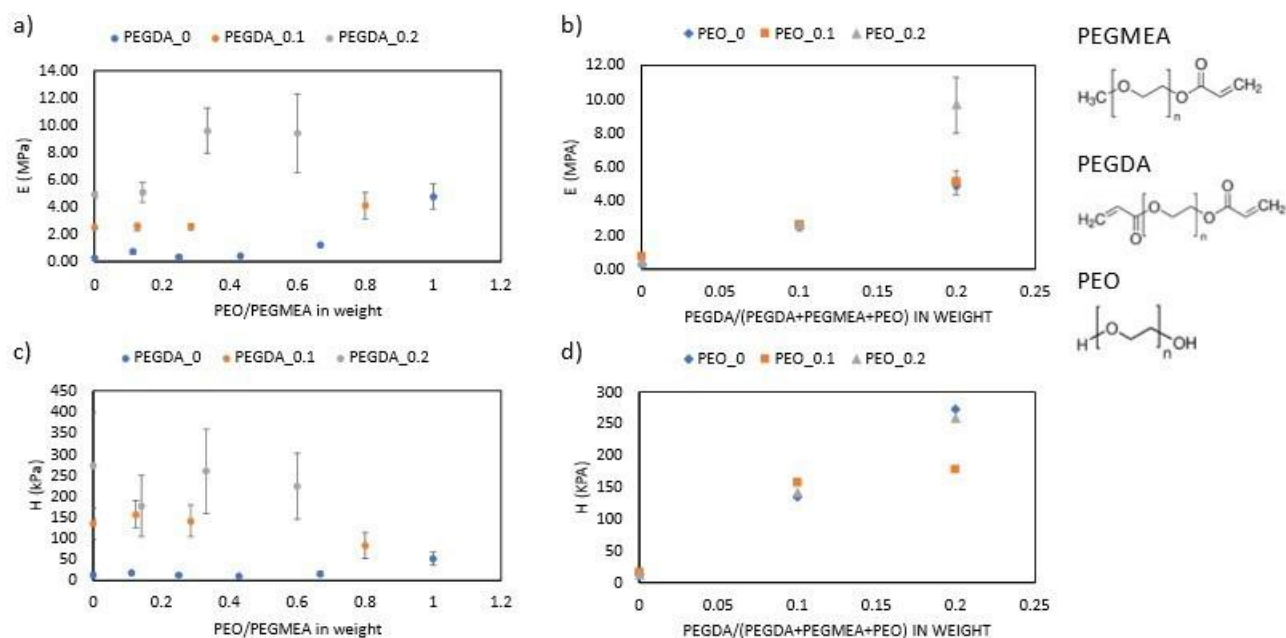 a)
PEGDA_0 PEGDA_0.1 PEGDA_0.2
14.00
12.00
10.00
8.00
6.00
4.00
2.00
0.00
E (MPa)
0 0.2 0.4 0.6 0.8 1 1.2
PEO/PEGMEA in weight
b)
PEO_0 PEO_0.1 PEO_0.2
12.00
10.00
8.00
6.00
4.00
2.00
0.00
E (MPA)
0 0.05 0.1 0.15 0.2 0.25
PEGDA/(PEGDA+PEGMEA+PEO) IN WEIGHT
PEGMEA
H₃C O n O O CH₂
PEGDA
H₂C O O n O O CH₂
PEO
H O n OH
c)
PEGDA_0 PEGDA_0.1 PEGDA_0.2
450
400
350
300
250
200
150
100
50
0
H (kPa)
0 0.2 0.4 0.6 0.8 1 1.2
PEO/PEGMEA in weight
d)
PEO_0 PEO_0.1 PEO_0.2
300
250
200
150
100
50
0
H (KPA)
0 0.05 0.1 0.15 0.2 0.25
PEGDA/(PEGDA+PEGMEA+PEO) IN WEIGHT